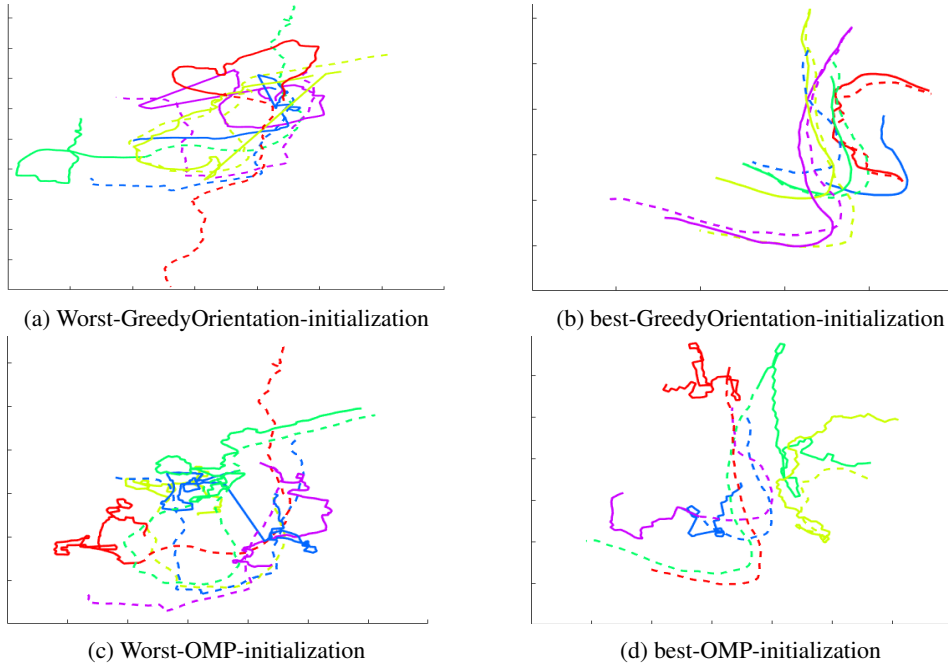 (a) Worst-GreedyOrientation-initialization
(b) best-GreedyOrientation-initialization
(c) Worst-OMP-initialization
(d) best-OMP-initialization